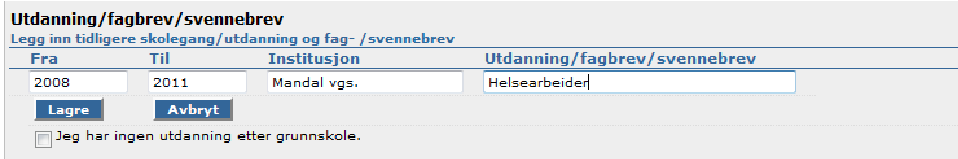 Utdanning/fagbrev/svennebrev
Legg inn tidligere skolegang/utdanning og fag- /svennebrev
Fra Til Institusjon Utdanning/fagbrev/svennebrev
2008 2011 Mandal vgs. Helsearbeider
Lagre Avbryt
Jeg har ingen utdanning etter grunnskole.